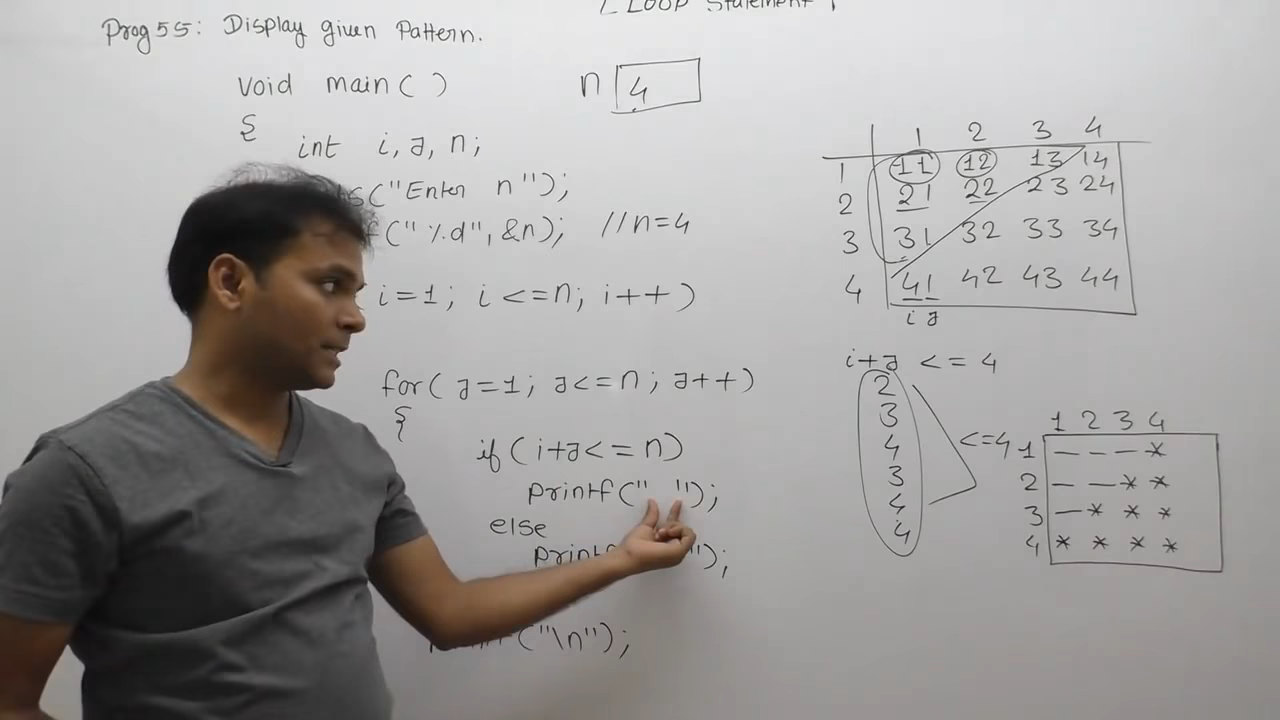 Loop Statement
Prog 55: Display given Pattern.
void main( )
n 4
{
int i, j, n;
("Enter n");
("%d", &n); //n=4
i=1; i<=n; i++)
for( j=1; j<=n; j++)
{
if (i+j<=n)
printf(" ");
else
printf ");
("\n");
1 2 3 4
1 11 12 13 14
2 21 22 23 24
3 31 32 33 34
4 41 42 43 44
i j
i+j <= 4
2
3
4
3
4
4
<=4
1 2 3 4
1 — — — *
2 — — * *
3 — * * *
4 * * * *